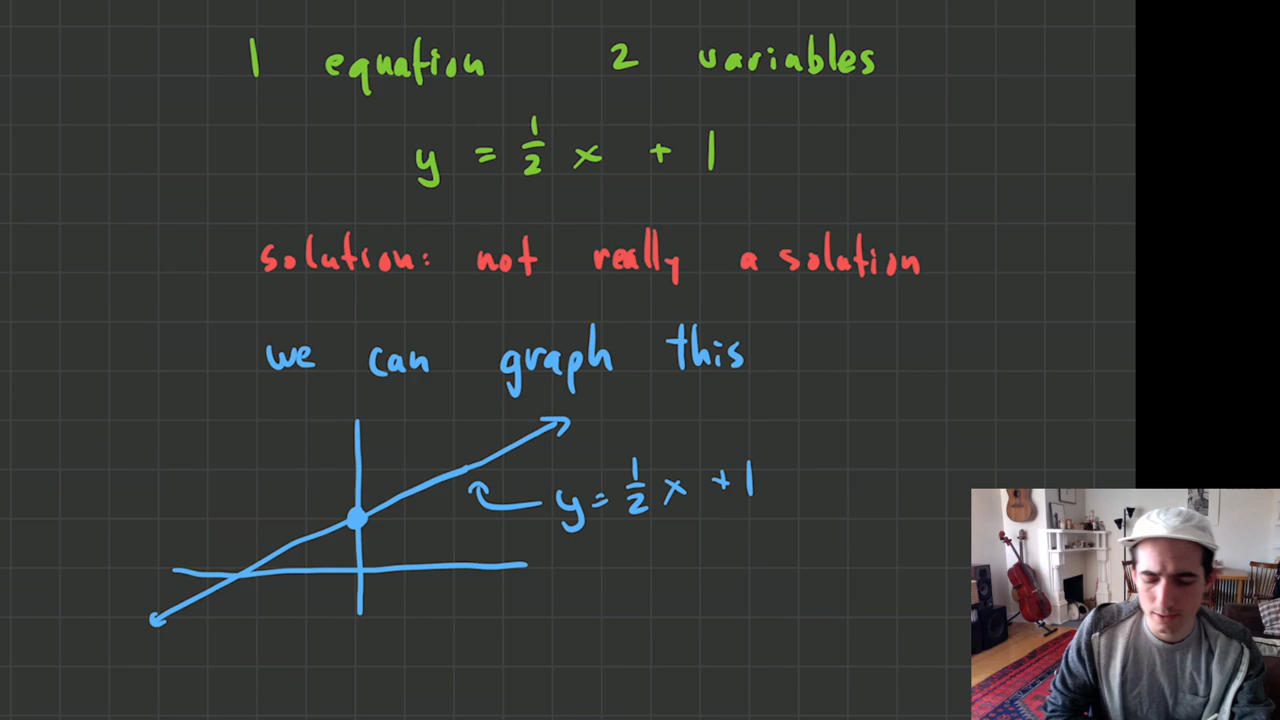 1 equation 2 variables
y = 1/2 x + 1
solution: not really a solution
we can graph this
y = 1/2 x + 1